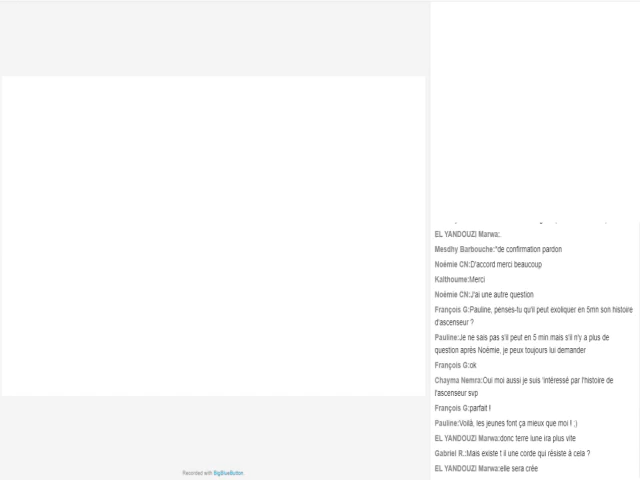 EL YANDOUZI Marwa:.
Mesdhy Barbouche:"de confirmation pardon
Noémie CN:D'accord merci beaucoup
Kalthoume:Merci
Noémie CN:J'ai une autre question
François G:Pauline, penses-tu qu'il peut exoliquer en 5mn son histoire
d'ascenseur ?
Pauline:Je ne sais pas s'il peut en 5 min mais s'il n'y a plus de
question après Noémie, je peux toujours lui demander
François G:ok
Chayma Nemra:Oui moi aussi je suis 'intéressé par l'histoire de
l'ascenseur svp
François G:parfait !
Pauline:Voilà, les jeunes font ça mieux que moi ! ;)
EL YANDOUZI Marwa:donc terre lune ira plus vite
Gabriel R.:Mais existe t il une corde qui résiste à cela ?
EL YANDOUZI Marwa:elle sera crée
Recorded with BigBlueButton.